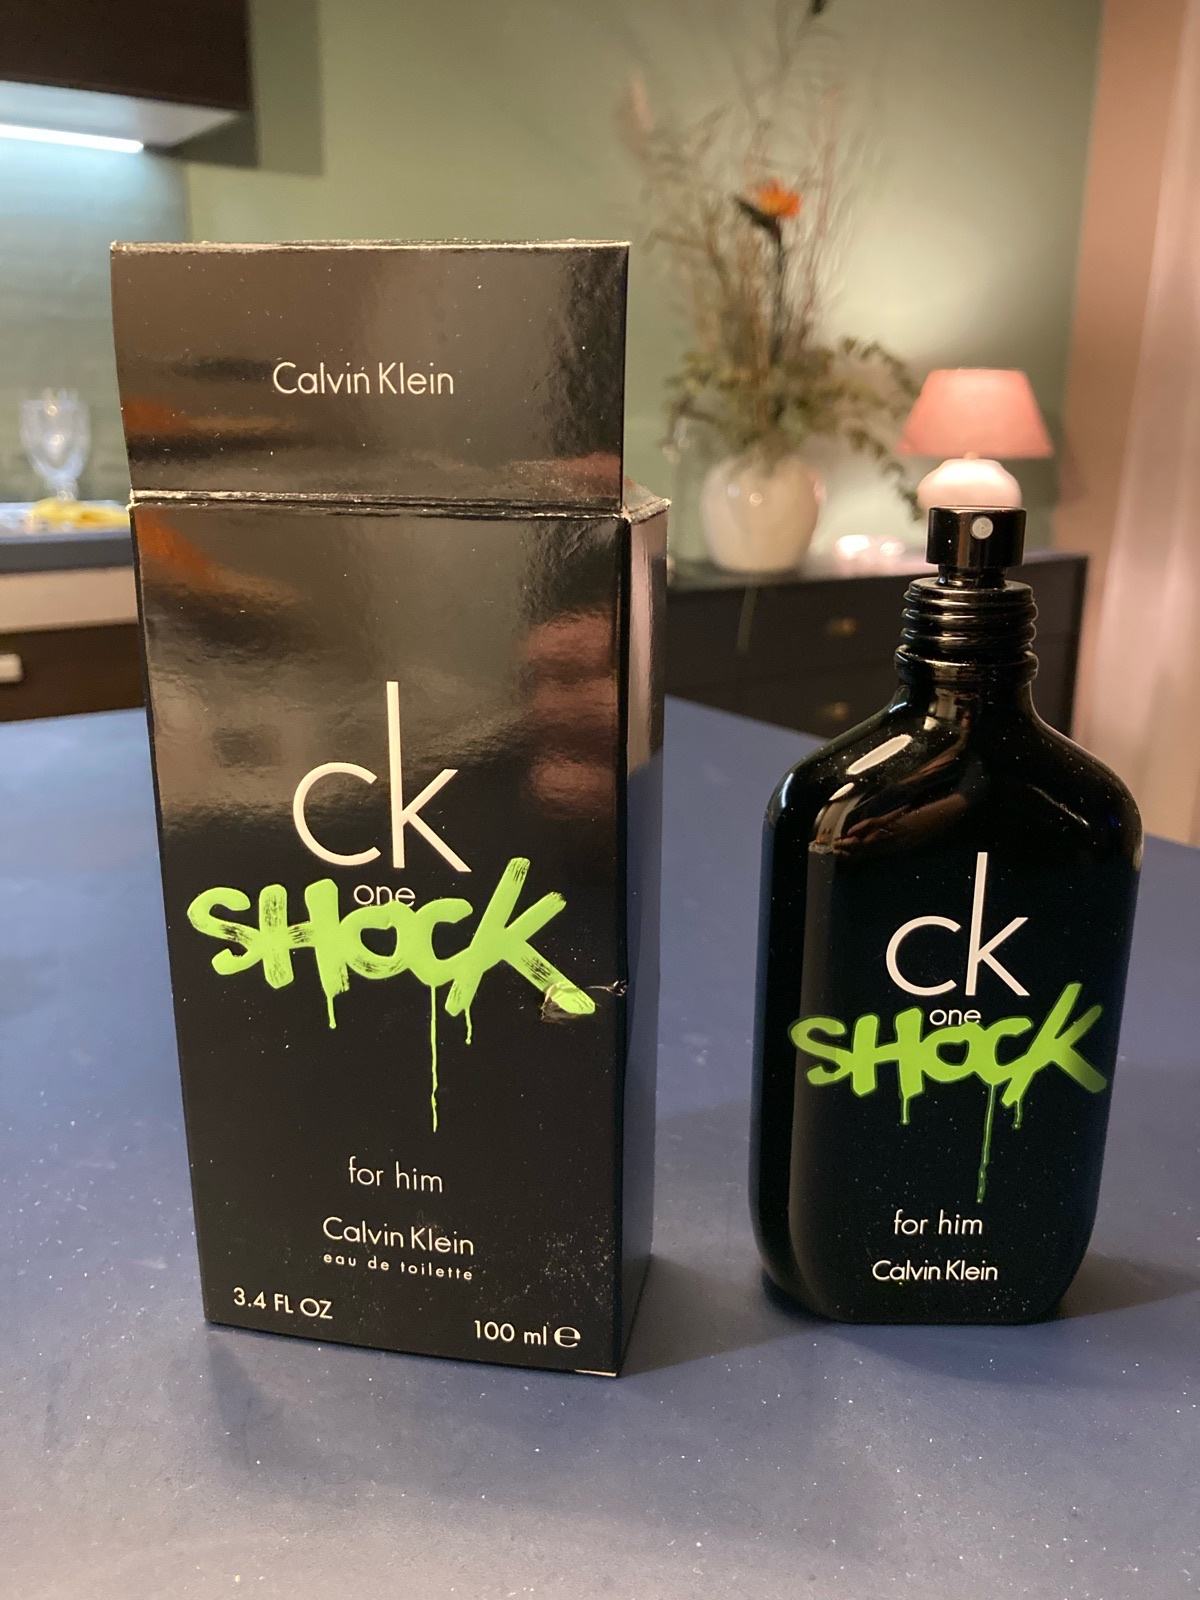 Calvin Klein
ck
one
SHOCK
for him
Calvin Klein
eau de toilette
3.4 FL OZ
100 ml e
ck
one
SHOCK
for him
Calvin Klein